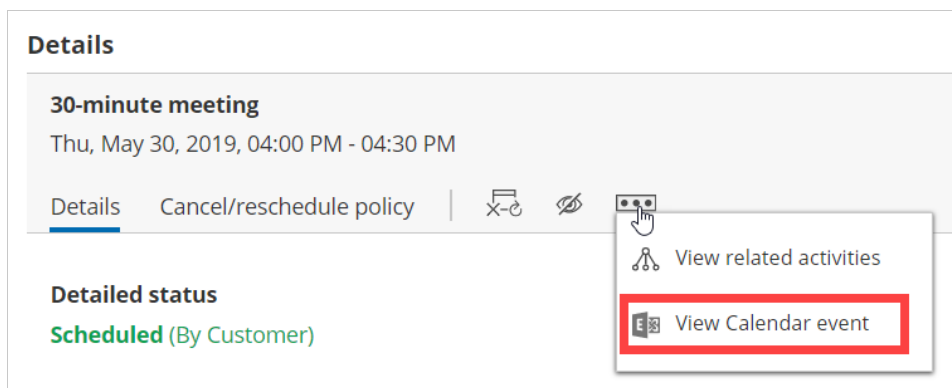 Details
30-minute meeting
Thu, May 30, 2019, 04:00 PM - 04:30 PM
Details Cancel/reschedule policy
View related activities
Detailed status
View Calendar event
Scheduled (By Customer)